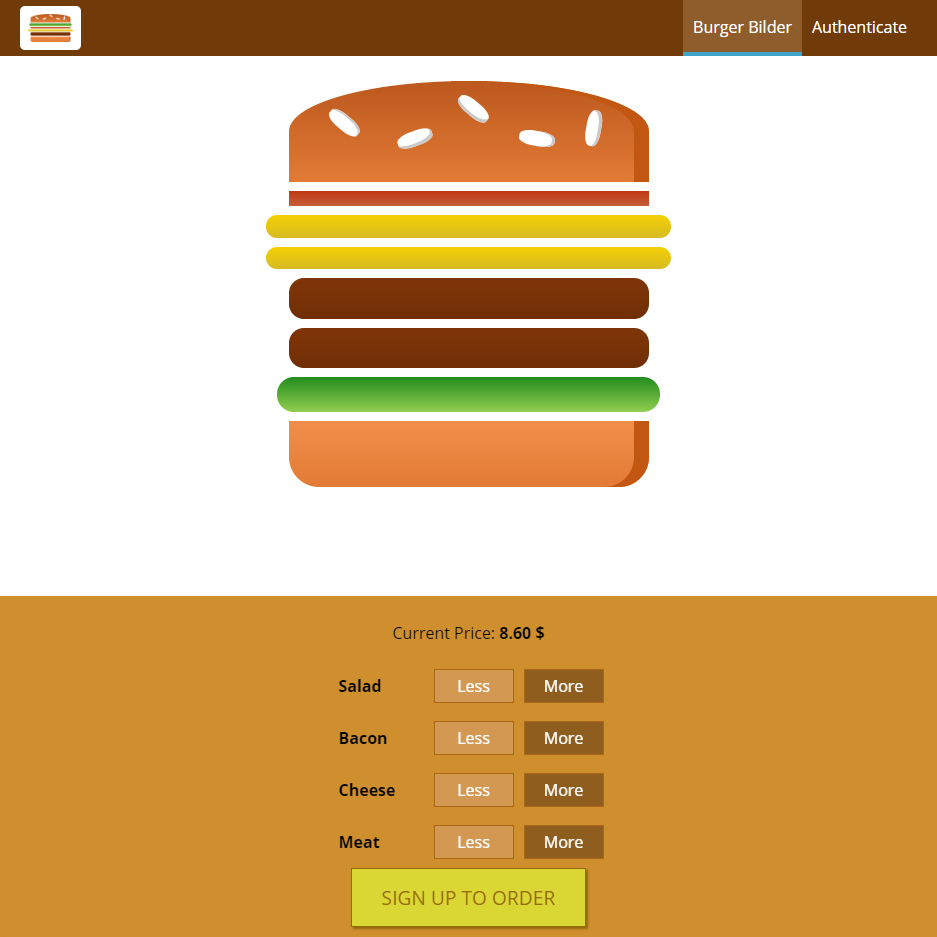 Burger Bilder Authenticate
Current Price: 8.60 $
Salad Less More
Bacon Less More
Cheese Less More
Meat Less More
SIGN UP TO ORDER